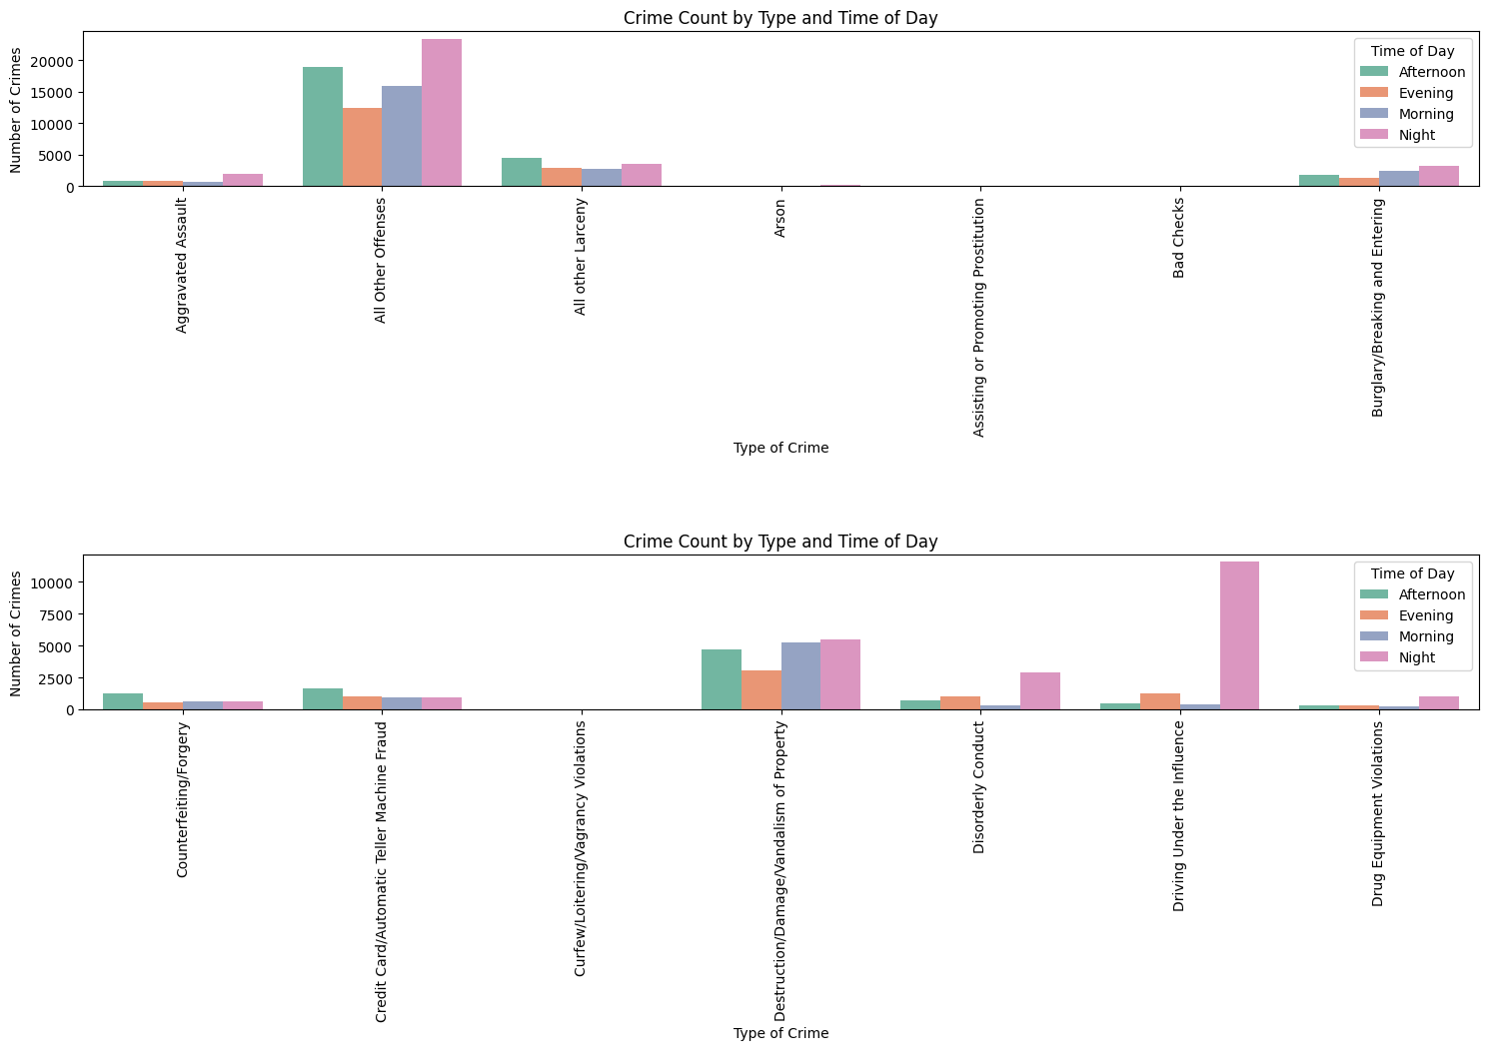 Crime Count by Type and Time of Day
Number of Crimes
20000
15000
10000
5000
0
Time of Day
Afternoon
Evening
Morning
Night
Aggravated Assault
All Other Offenses
All other Larceny
Arson
Assisting or Promoting Prostitution
Bad Checks
Burglary/Breaking and Entering
Type of Crime
Crime Count by Type and Time of Day
Number of Crimes
10000
7500
5000
2500
0
Time of Day
Afternoon
Evening
Morning
Night
Counterfeiting/Forgery
Credit Card/Automatic Teller Machine Fraud
Curfew/Loitering/Vagrancy Violations
Destruction/Damage/Vandalism of Property
Disorderly Conduct
Driving Under the Influence
Drug Equipment Violations
Type of Crime